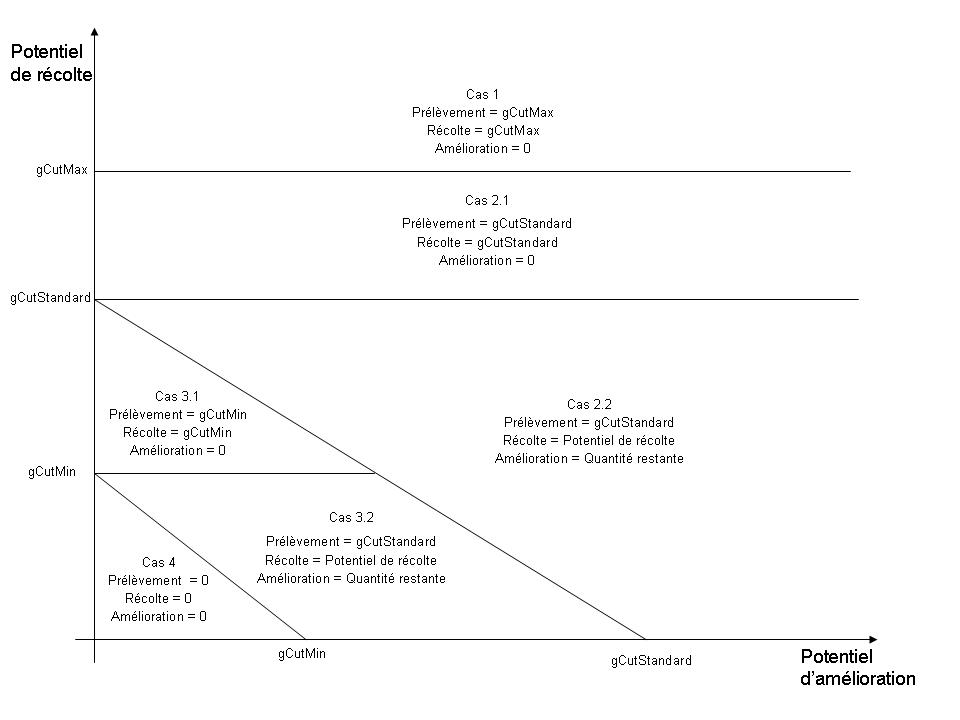 Potentiel
de récolte
Cas 1
Prélèvement = gCutMax
Récolte = gCutMax
Amélioration = 0
gCutMax
Cas 2.1
Prélèvement = gCutStandard
Récolte = gCutStandard
Amélioration = 0
gCutStandard
Cas 3.1
Prélèvement = gCutMin
Récolte = gCutMin
Amélioration = 0
Cas 2.2
Prélèvement = gCutStandard
Récolte = Potentiel de récolte
Amélioration = Quantité restante
gCutMin
Cas 3.2
Prélèvement = gCutStandard
Récolte = Potentiel de récolte
Amélioration = Quantité restante
Cas 4
Prélèvement = 0
Récolte = 0
Amélioration = 0
gCutMin
gCutStandard
Potentiel
d'amélioration